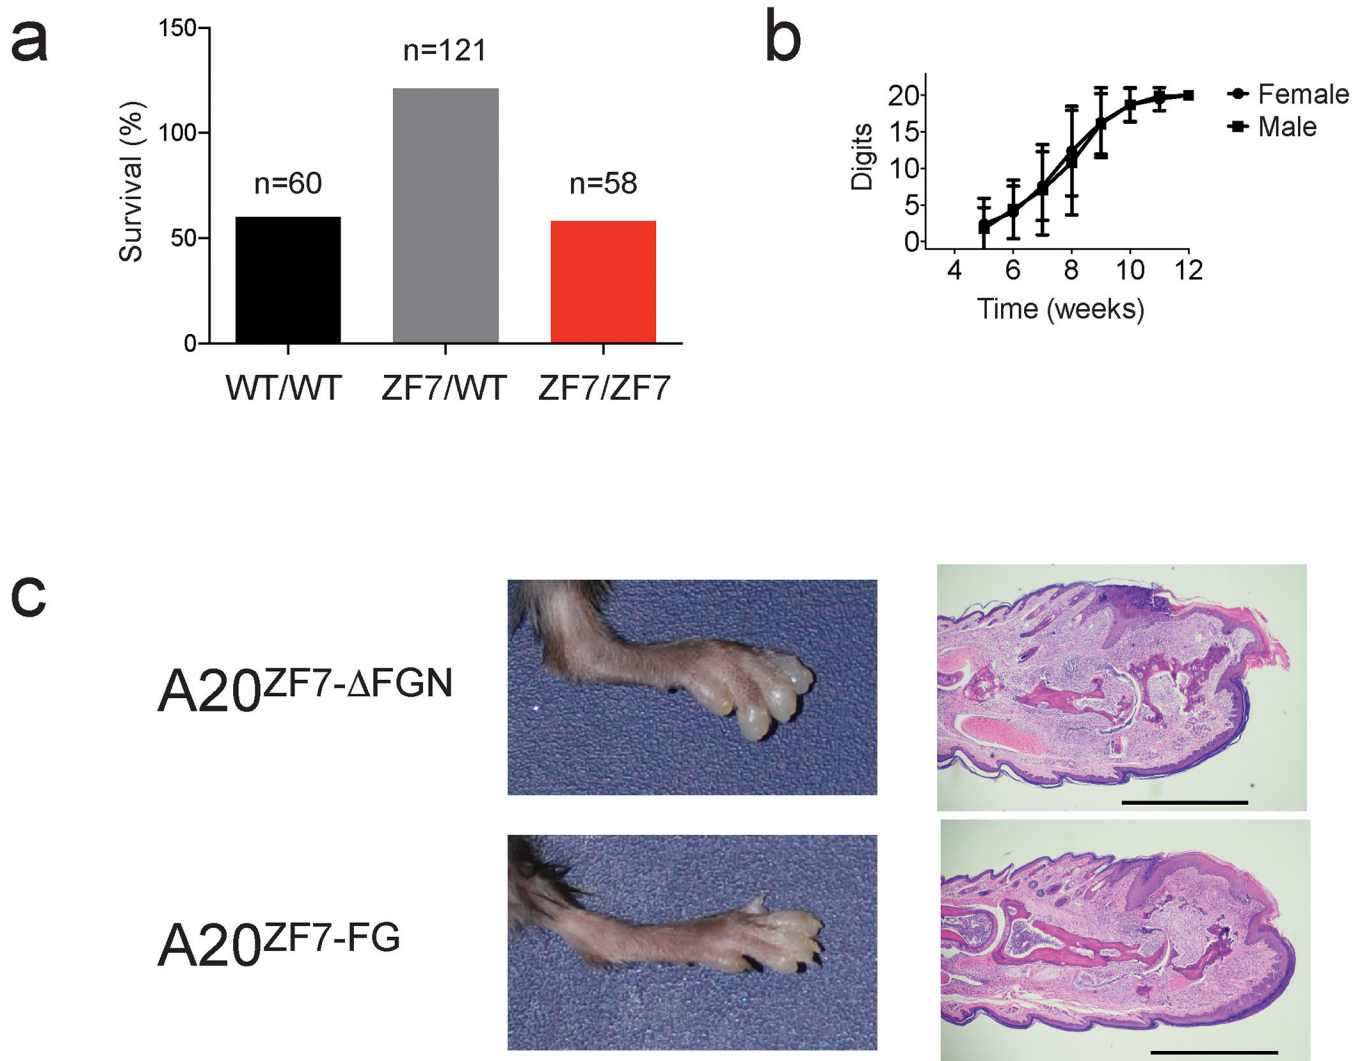 a
150
100
50
0
Survival (%)
n=60
n=121
n=58
WT/WT
ZF7/WT
ZF7/ZF7
b
20
15
10
5
0
Digits
4 6 8 10 12
Time (weeks)
Female
Male
c
A20ZF7-ΔFGN
A20ZF7-FG